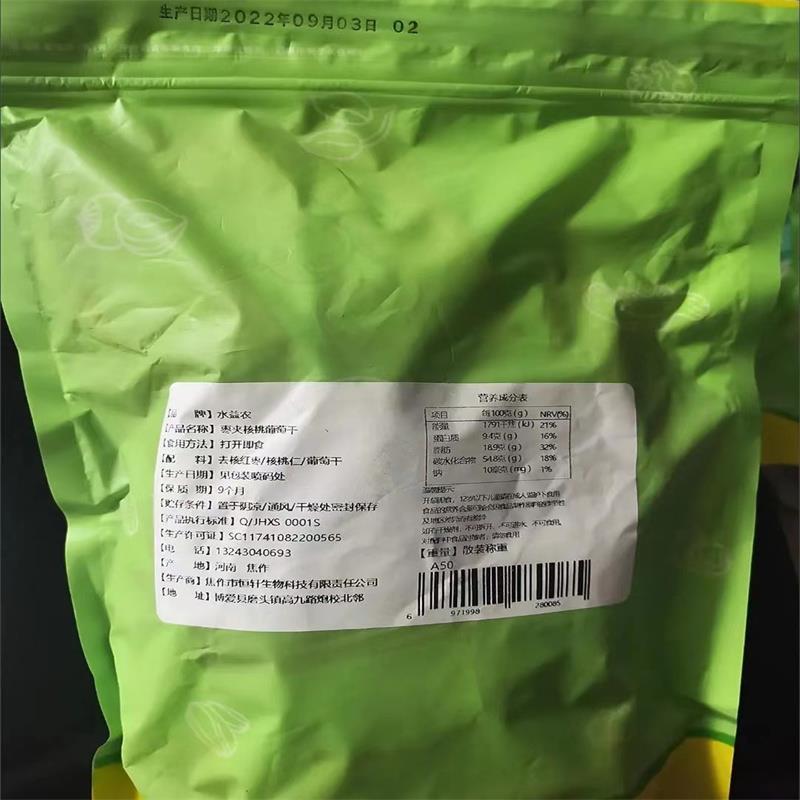 生产日期2022年09月03日 02
【品 牌】水益农
【产品名称】枣夹核桃葡萄干
【食用方法】打开即食
【配 料】去核红枣/核桃仁/葡萄干
【生产日期】见包装喷码处
【保质期】9个月
【贮存条件】置于阴凉/通风/干燥处密封保存
【产品执行标准】Q/JHXS 0001S
【生产许可证】SC11741082200565
【电 话】13243040693
【产 地】河南 焦作
【生产商】焦作市恒轩生物科技有限责任公司
【地 址】博爱县磨头镇高九路炮校北邻
营养成分表
项目 每100克(g) NRV(%)
能量 1791千焦(kJ) 21%
蛋白质 9.4克(g) 16%
脂肪 18.9克(g) 32%
碳水化合物 54.8克(g) 18%
钠 10毫克(mg) 1%
温馨提示:
【重量】散装称重
A50
6 971998 280085